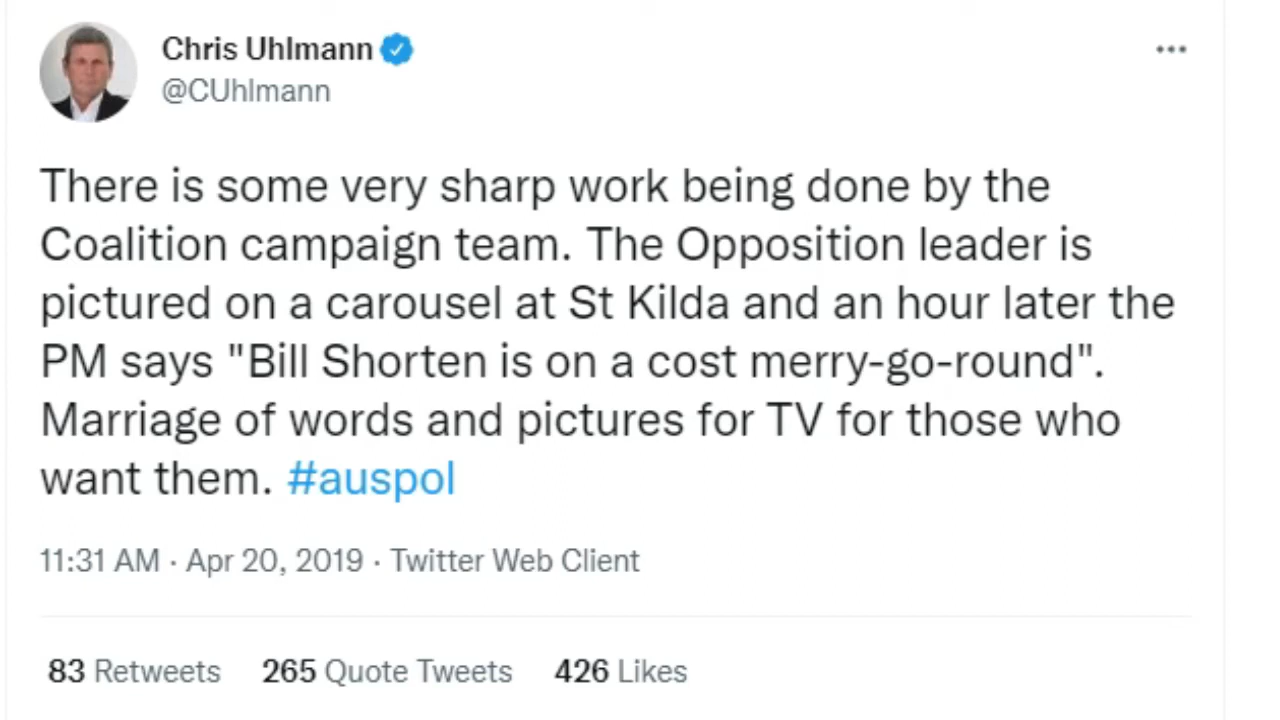 Chris Uhlmann
@CUhlmann
There is some very sharp work being done by the
Coalition campaign team. The Opposition leader is
pictured on a carousel at St Kilda and an hour later the
PM says "Bill Shorten is on a cost merry-go-round".
Marriage of words and pictures for TV for those who
want them. #auspol
11:31 AM · Apr 20, 2019 · Twitter Web Client
83 Retweets 265 Quote Tweets 426 Likes